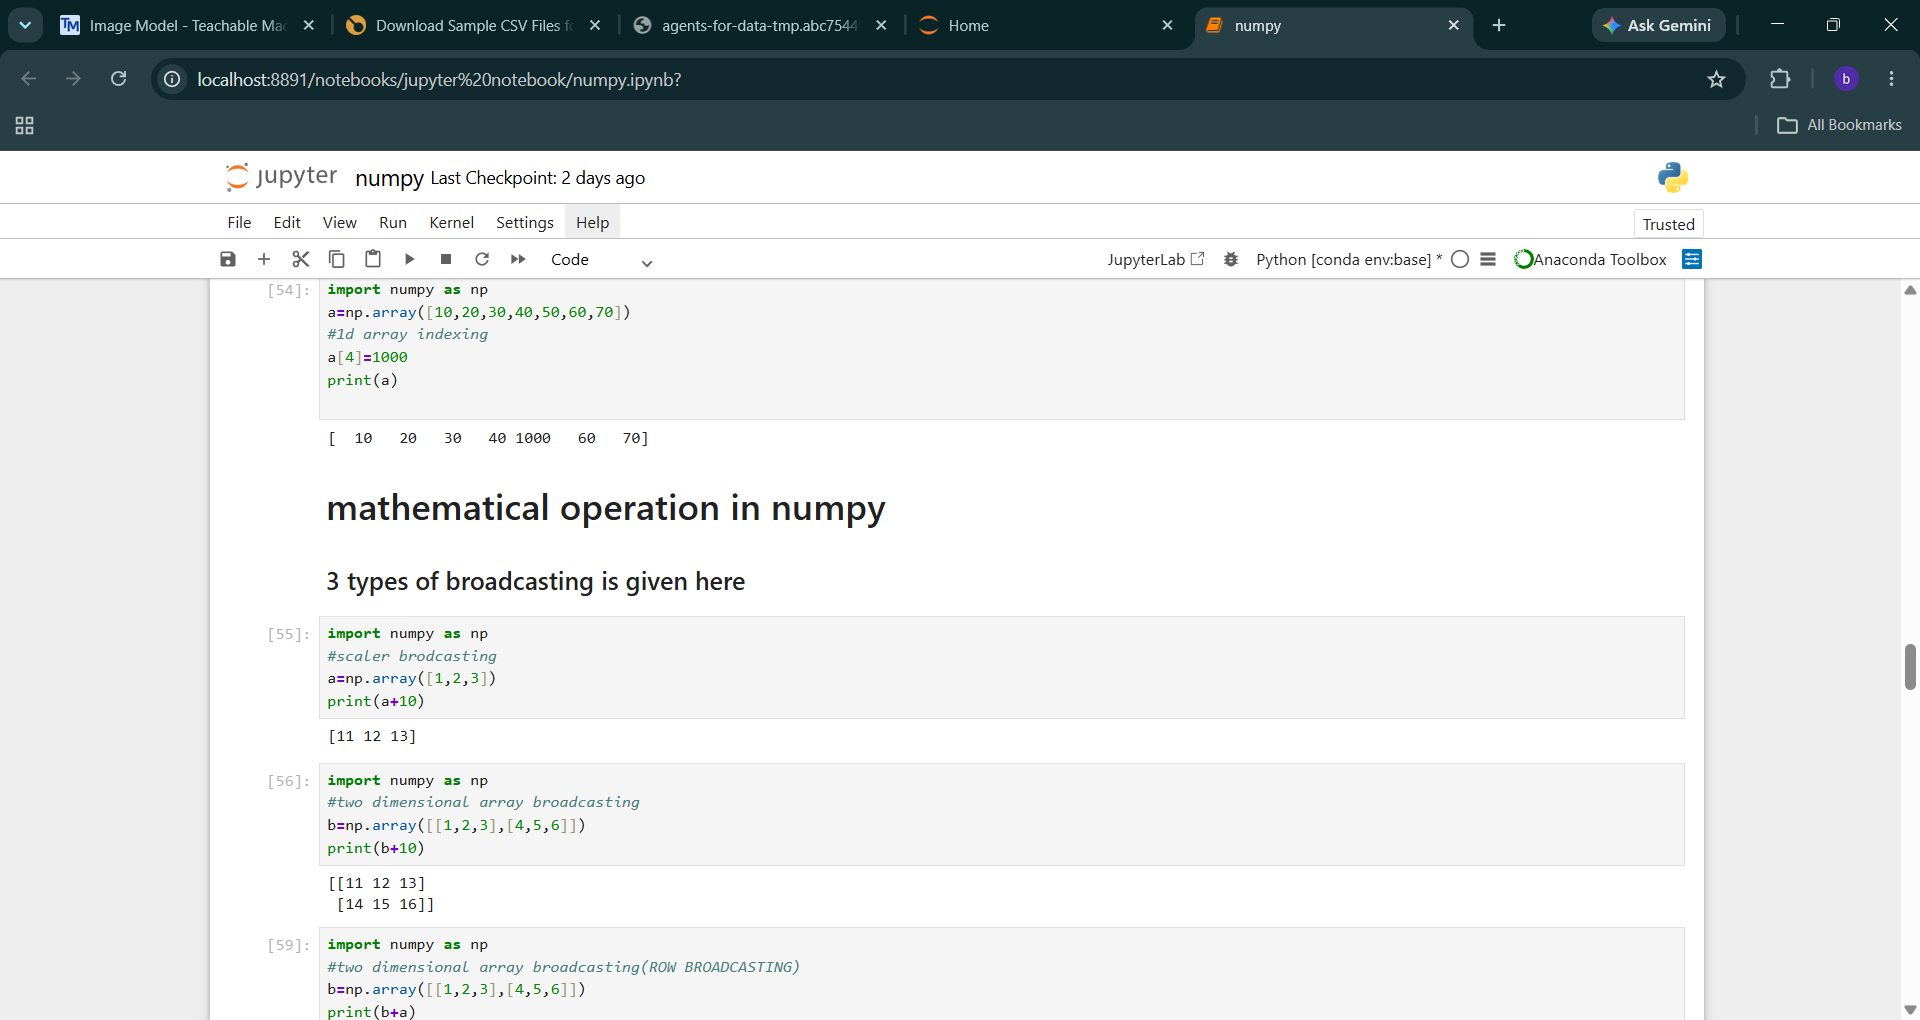 Image Model - Teachable Mac
Download Sample CSV Files fo
agents-for-data-tmp.abc7544
Home
numpy
Ask Gemini
localhost:8891/notebooks/jupyter%20notebook/numpy.ipynb?
b
All Bookmarks
jupyter numpy Last Checkpoint: 2 days ago
File Edit View Run Kernel Settings Help
Trusted
Code
JupyterLab
Python [conda env:base] *
Anaconda Toolbox
[54]: import numpy as np
a=np.array([10,20,30,40,50,60,70])
#1d array indexing
a[4]=1000
print(a)
[  10   20   30   40 1000   60   70]
mathematical operation in numpy
3 types of broadcasting is given here
[55]: import numpy as np
#scaler brodcasting
a=np.array([1,2,3])
print(a+10)
[11 12 13]
[56]: import numpy as np
#two dimensional array broadcasting
b=np.array([[1,2,3],[4,5,6]])
print(b+10)
[[11 12 13]
 [14 15 16]]
[59]: import numpy as np
#two dimensional array broadcasting(ROW BROADCASTING)
b=np.array([[1,2,3],[4,5,6]])
print(b+a)